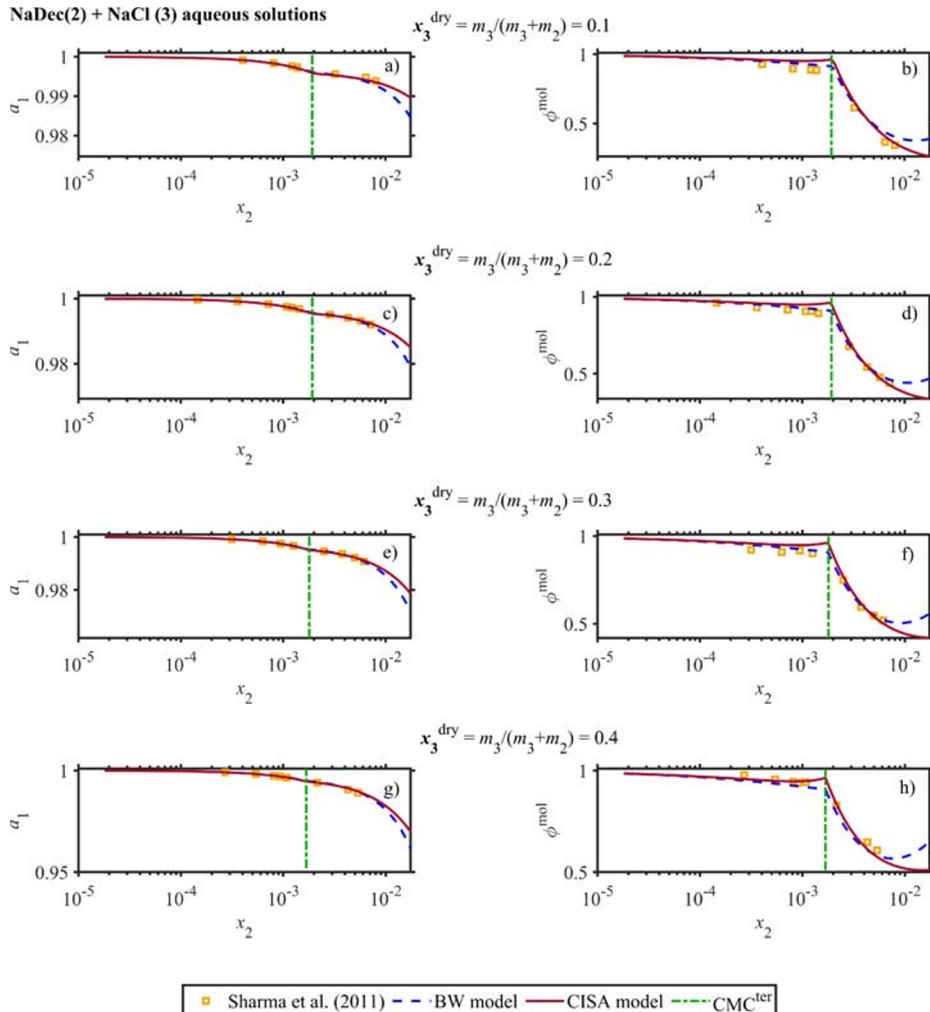 NaDec(2) + NaCl (3) aqueous solutions
x₃ᵈʳʸ = m₃/(m₃+m₂) = 0.1
1
0.99
0.98
a₁
a)
10⁻⁵ 10⁻⁴ 10⁻³ 10⁻²
x₂
1
0.5
ϕᵐᵒˡ
b)
10⁻⁵ 10⁻⁴ 10⁻³ 10⁻²
x₂
x₃ᵈʳʸ = m₃/(m₃+m₂) = 0.2
1
0.98
a₁
c)
10⁻⁵ 10⁻⁴ 10⁻³ 10⁻²
x₂
1
0.5
ϕᵐᵒˡ
d)
10⁻⁵ 10⁻⁴ 10⁻³ 10⁻²
x₂
x₃ᵈʳʸ = m₃/(m₃+m₂) = 0.3
1
0.98
a₁
e)
10⁻⁵ 10⁻⁴ 10⁻³ 10⁻²
x₂
1
0.5
ϕᵐᵒˡ
f)
10⁻⁵ 10⁻⁴ 10⁻³ 10⁻²
x₂
x₃ᵈʳʸ = m₃/(m₃+m₂) = 0.4
1
0.95
a₁
g)
10⁻⁵ 10⁻⁴ 10⁻³ 10⁻²
x₂
1
0.5
ϕᵐᵒˡ
h)
10⁻⁵ 10⁻⁴ 10⁻³ 10⁻²
x₂
Sharma et al. (2011) BW model CISA model CMCᵗᵉʳ